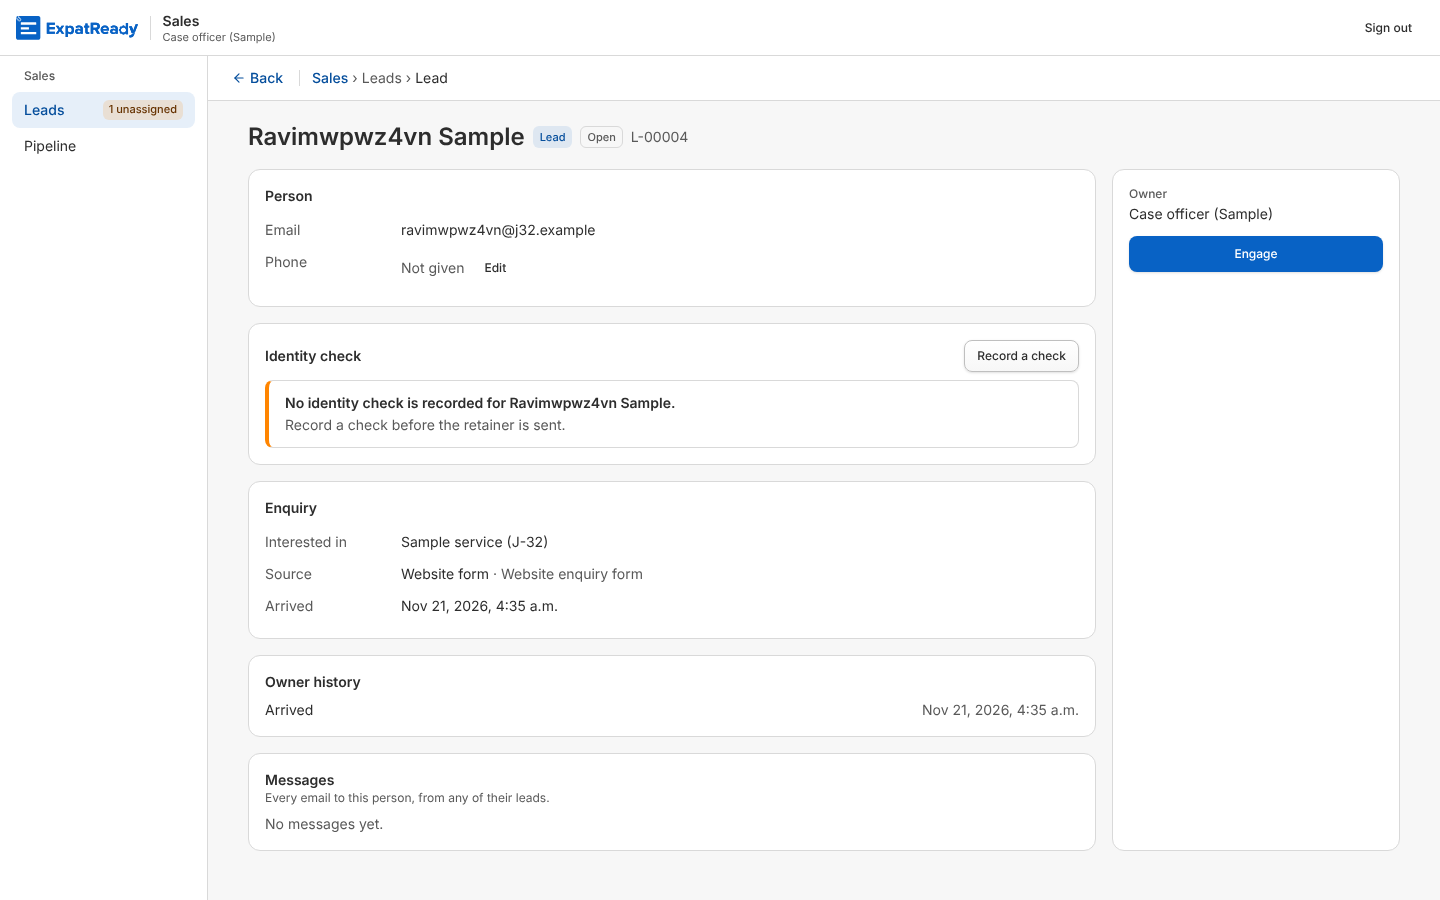 ExpatReady
Sales
Case officer (Sample)
Sign out
Sales
Leads
1 unassigned
Pipeline
← Back
Sales › Leads › Lead
Ravimwpwz4vn Sample
Lead
Open
L-00004
Person
Email
ravimwpwz4vn@j32.example
Phone
Not given
Edit
Identity check
Record a check
No identity check is recorded for Ravimwpwz4vn Sample.
Record a check before the retainer is sent.
Enquiry
Interested in
Sample service (J-32)
Source
Website form · Website enquiry form
Arrived
Nov 21, 2026, 4:35 a.m.
Owner history
Arrived
Nov 21, 2026, 4:35 a.m.
Messages
Every email to this person, from any of their leads.
No messages yet.
Owner
Case officer (Sample)
Engage